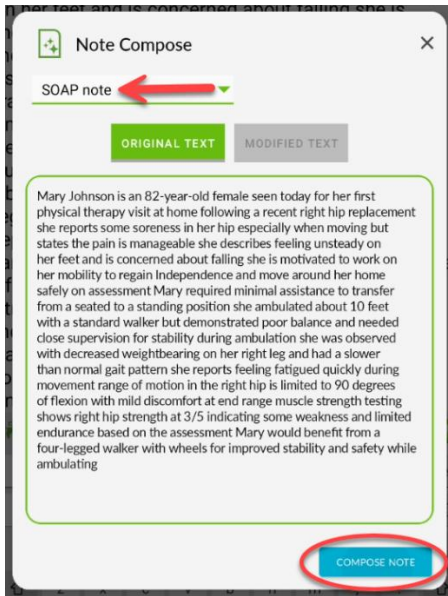 her feet and is concerned about falling she is
Note Compose
SOAP note
ORIGINAL TEXT
MODIFIED TEXT
Mary Johnson is an 82-year-old female seen today for her first
physical therapy visit at home following a recent right hip replacement
she reports some soreness in her hip especially when moving but
states the pain is manageable she describes feeling unsteady on
her feet and is concerned about falling she is motivated to work on
her mobility to regain Independence and move around her home
safely on assessment Mary required minimal assistance to transfer
from a seated to a standing position she ambulated about 10 feet
with a standard walker but demonstrated poor balance and needed
close supervision for stability during ambulation she was observed
with decreased weightbearing on her right leg and had a slower
than normal gait pattern she reports feeling fatigued quickly during
movement range of motion in the right hip is limited to 90 degrees
of flexion with mild discomfort at end range muscle strength testing
shows right hip strength at 3/5 indicating some weakness and limited
endurance based on the assessment Mary would benefit from a
four-legged walker with wheels for improved stability and safety while
ambulating
COMPOSE NOTE